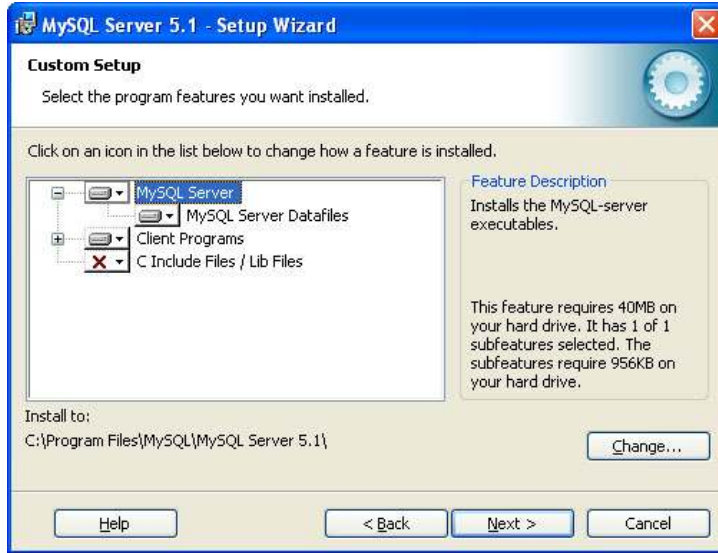 MySQL Server 5.1 - Setup Wizard
Custom Setup
Select the program features you want installed.
Click on an icon in the list below to change how a feature is installed.
MySQL Server
MySQL Server Datafiles
Client Programs
C Include Files / Lib Files
Feature Description
Installs the MySQL-server
executables.
This feature requires 40MB on
your hard drive. It has 1 of 1
subfeatures selected. The
subfeatures require 956KB on
your hard drive.
Install to:
C:\Program Files\MySQL\MySQL Server 5.1\
Change...
Help
< Back
Next >
Cancel